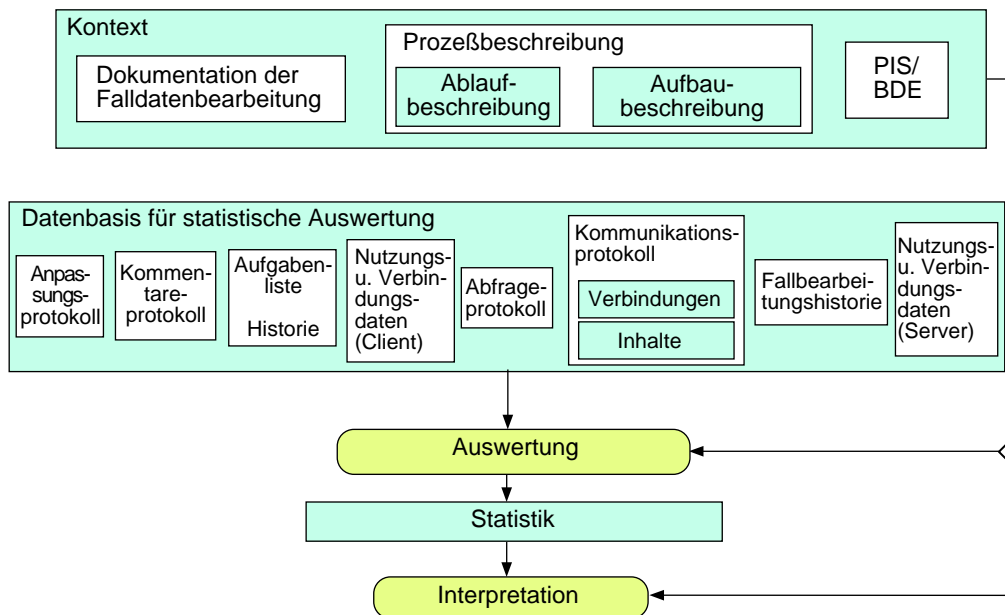 Kontext
Dokumentation der
Falldatenbearbeitung
Prozeßbeschreibung
Ablauf-
beschreibung
Aufbau-
beschreibung
PIS/
BDE
Datenbasis für statistische Auswertung
Anpas-
sungs-
protokoll
Kommen-
tare-
protokoll
Aufgaben-
liste
Historie
Nutzungs-
u. Verbin-
dungs-
daten
(Client)
Abfrage-
protokoll
Kommunikations-
protokoll
Verbindungen
Inhalte
Fallbearbei-
tungshistorie
Nutzungs-
u. Verbin-
dungs-
daten
(Server)
Auswertung
Statistik
Interpretation